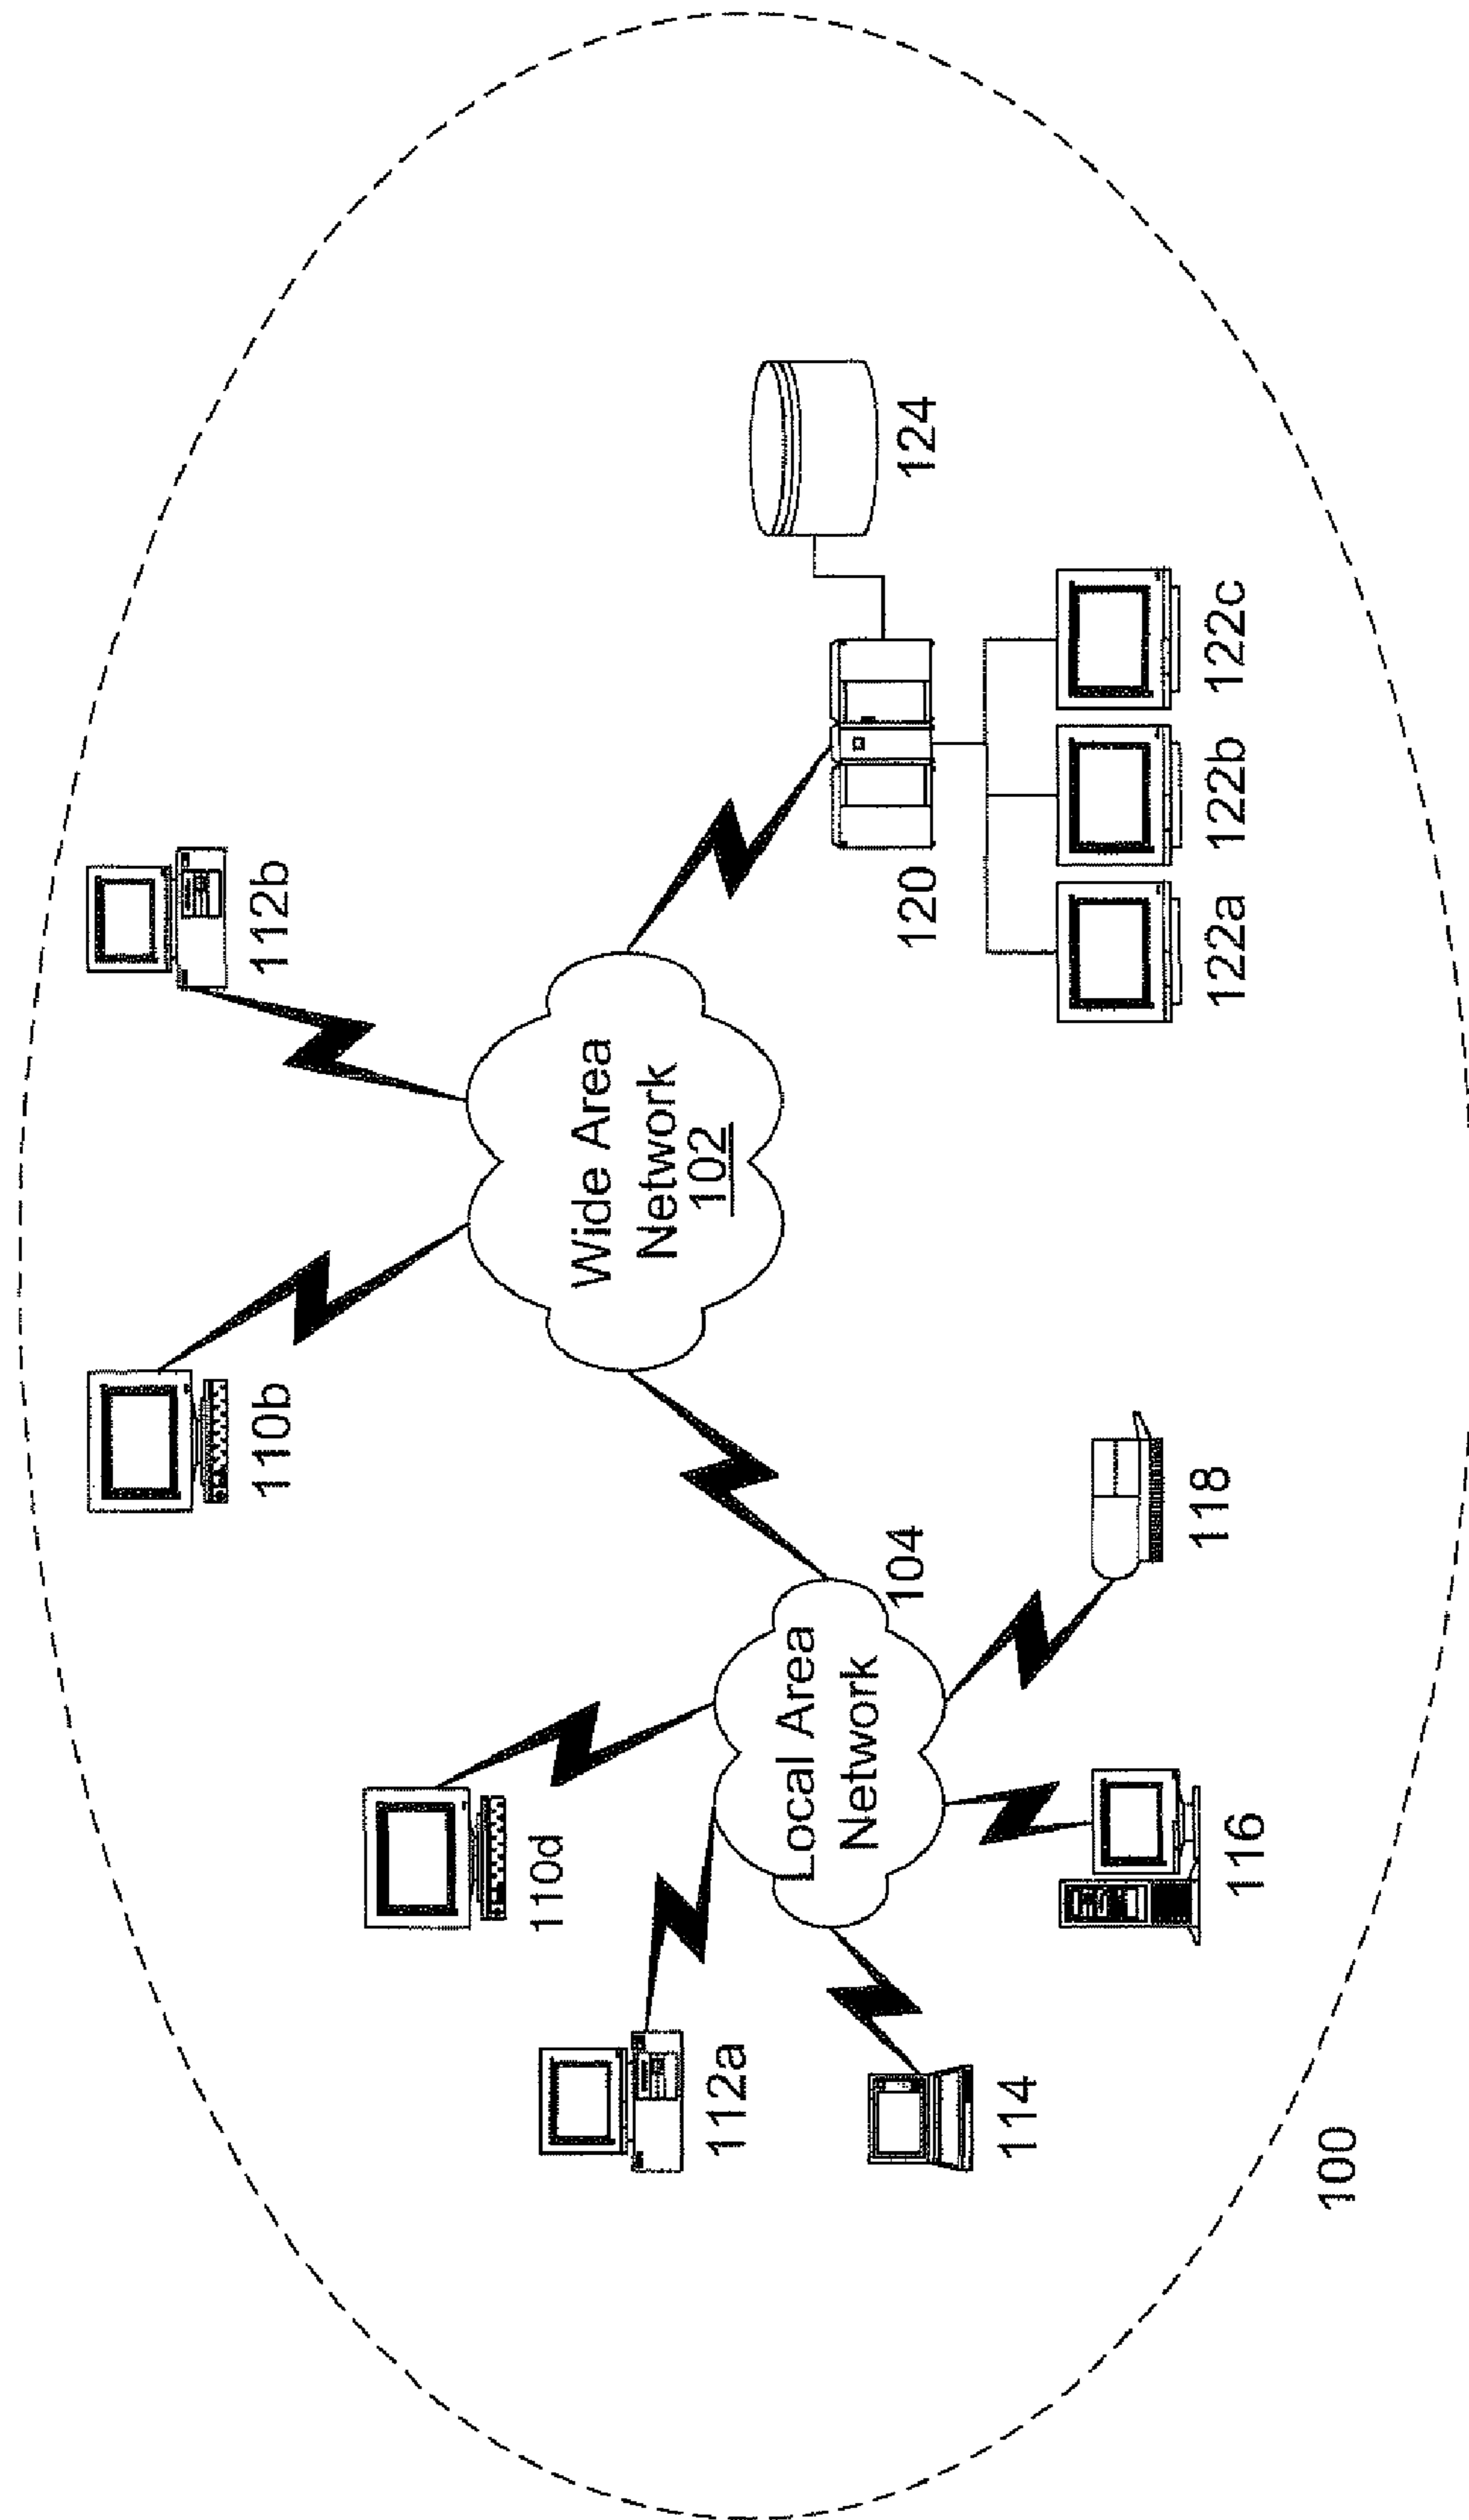 110b
112b
Wide Area
Network
102
110d
112a
Local Area
Network
104
114
116
118
120
124
122a
122b
122c
100